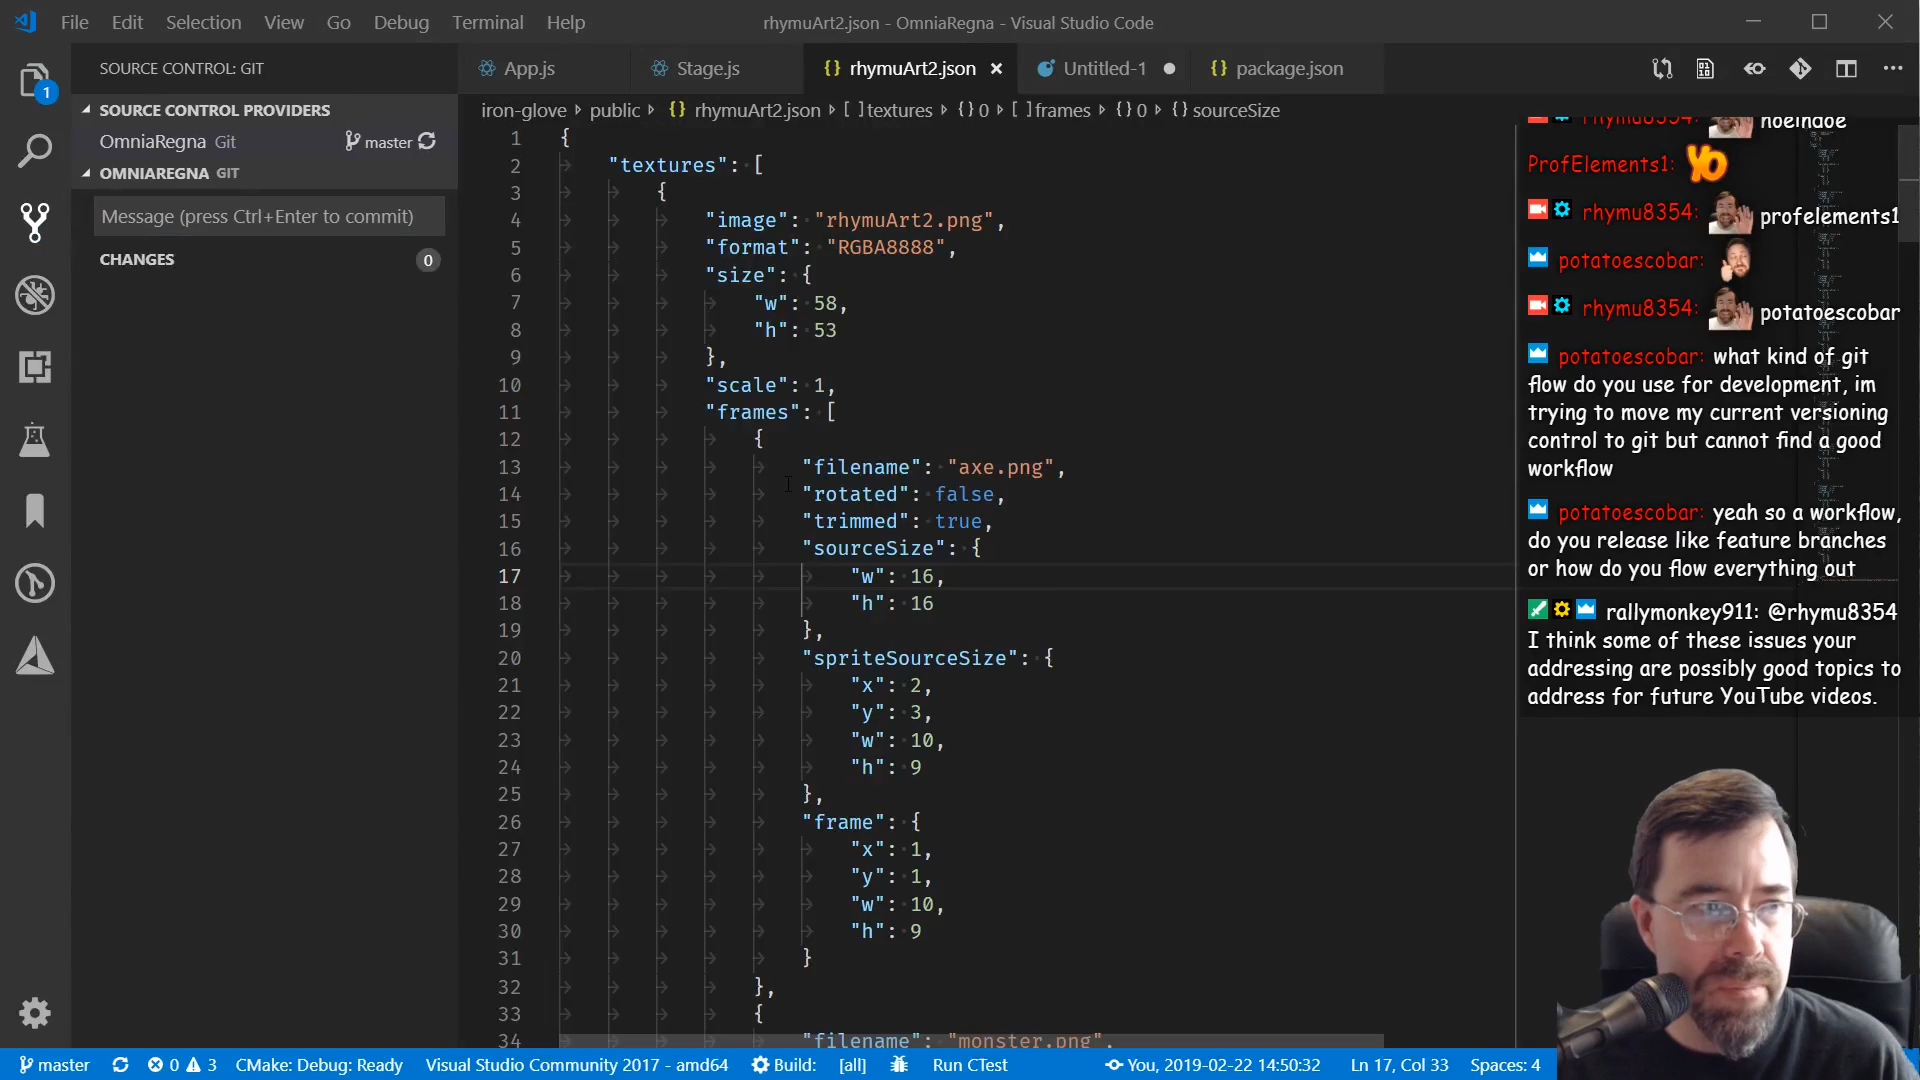 File Edit Selection View Go Debug Terminal Help
rhymuArt2.json - OmniaRegna - Visual Studio Code
SOURCE CONTROL: GIT
App.js Stage.js {} rhymuArt2.json Untitled-1 {} package.json
1
SOURCE CONTROL PROVIDERS
OmniaRegna Git master
OMNIAREGNA GIT
Message (press Ctrl+Enter to commit)
CHANGES 0
iron-glove > public > {} rhymuArt2.json > [ ] textures > {} 0 > [ ] frames > {} 0 > {} sourceSize
1 {
2 "textures": [
3 {
4 "image": "rhymuArt2.png",
5 "format": "RGBA8888",
6 "size": {
7 "w": 58,
8 "h": 53
9 },
10 "scale": 1,
11 "frames": [
12 {
13 "filename": "axe.png",
14 "rotated": false,
15 "trimmed": true,
16 "sourceSize": {
17 "w": 16,
18 "h": 16
19 },
20 "spriteSourceSize": {
21 "x": 2,
22 "y": 3,
23 "w": 10,
24 "h": 9
25 },
26 "frame": {
27 "x": 1,
28 "y": 1,
29 "w": 10,
30 "h": 9
31 }
32 },
33 {
34 "filename": "monster.png",
rhymu8354:
ProfElements1: YO
rhymu8354: profelements1
potatoescobar:
rhymu8354: potatoescobar
potatoescobar: what kind of git
flow do you use for development, im
trying to move my current versioning
control to git but cannot find a good
workflow
potatoescobar: yeah so a workflow,
do you release like feature branches
or how do you flow everything out
rallymonkey911: @rhymu8354
I think some of these issues your
addressing are possibly good topics to
address for future YouTube videos.
master 0 3 CMake: Debug: Ready Visual Studio Community 2017 - amd64 Build: [all] Run CTest You, 2019-02-22 14:50:32 Ln 17, Col 33 Spaces: 4